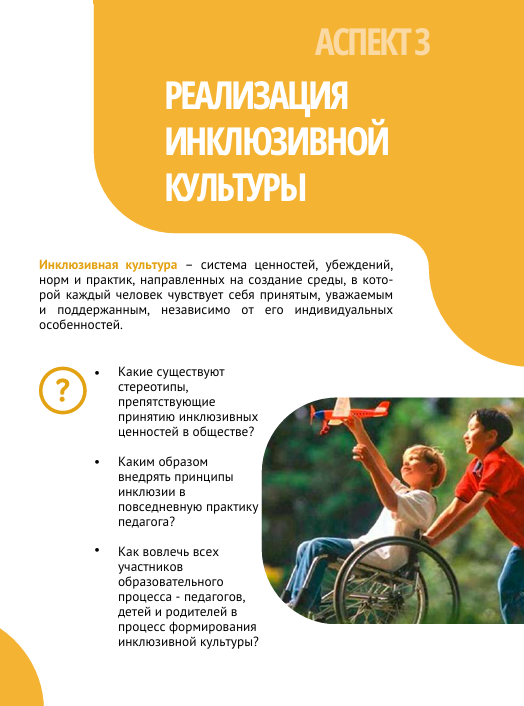 АСПЕКТ 3
РЕАЛИЗАЦИЯ
ИНКЛЮЗИВНОЙ
КУЛЬТУРЫ
Инклюзивная культура – система ценностей, убеждений,
норм и практик, направленных на создание среды, в кото-
рой каждый человек чувствует себя принятым, уважаемым
и поддержанным, независимо от его индивидуальных
особенностей.
?
• Какие существуют
стереотипы,
препятствующие
принятию инклюзивных
ценностей в обществе?
• Каким образом
внедрять принципы
инклюзии в
повседневную практику
педагога?
• Как вовлечь всех
участников
образовательного
процесса - педагогов,
детей и родителей в
процесс формирования
инклюзивной культуры?